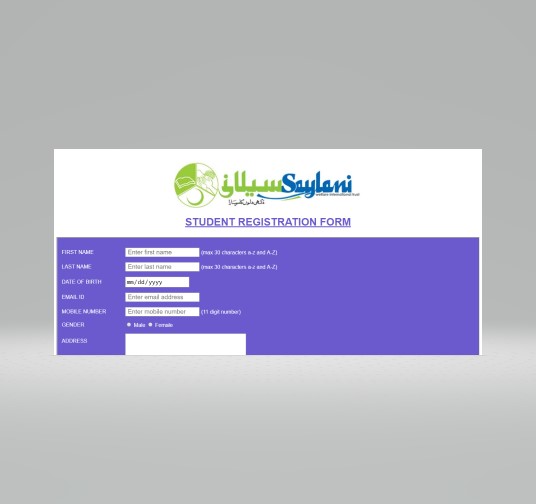 سیلانی Saylani
welfare international trust
STUDENT REGISTRATION FORM
FIRST NAME Enter first name (max 30 characters a-z and A-Z)
LAST NAME Enter last name (max 30 characters a-z and A-Z)
DATE OF BIRTH mm/dd/yyyy
EMAIL ID Enter email address
MOBILE NUMBER Enter mobile number (11 digit number)
GENDER Male Female
ADDRESS